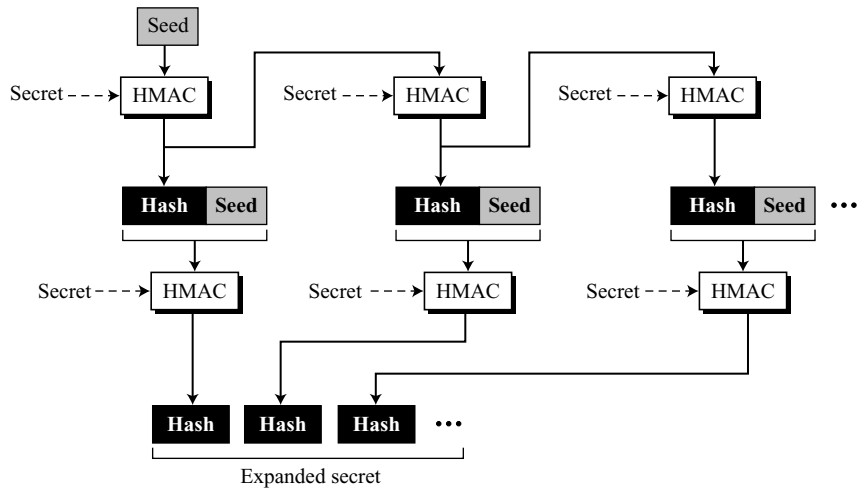 Seed
Secret HMAC Secret HMAC Secret HMAC
Hash Seed Hash Seed Hash Seed ...
Secret HMAC Secret HMAC Secret HMAC
Hash Hash Hash ...
Expanded secret